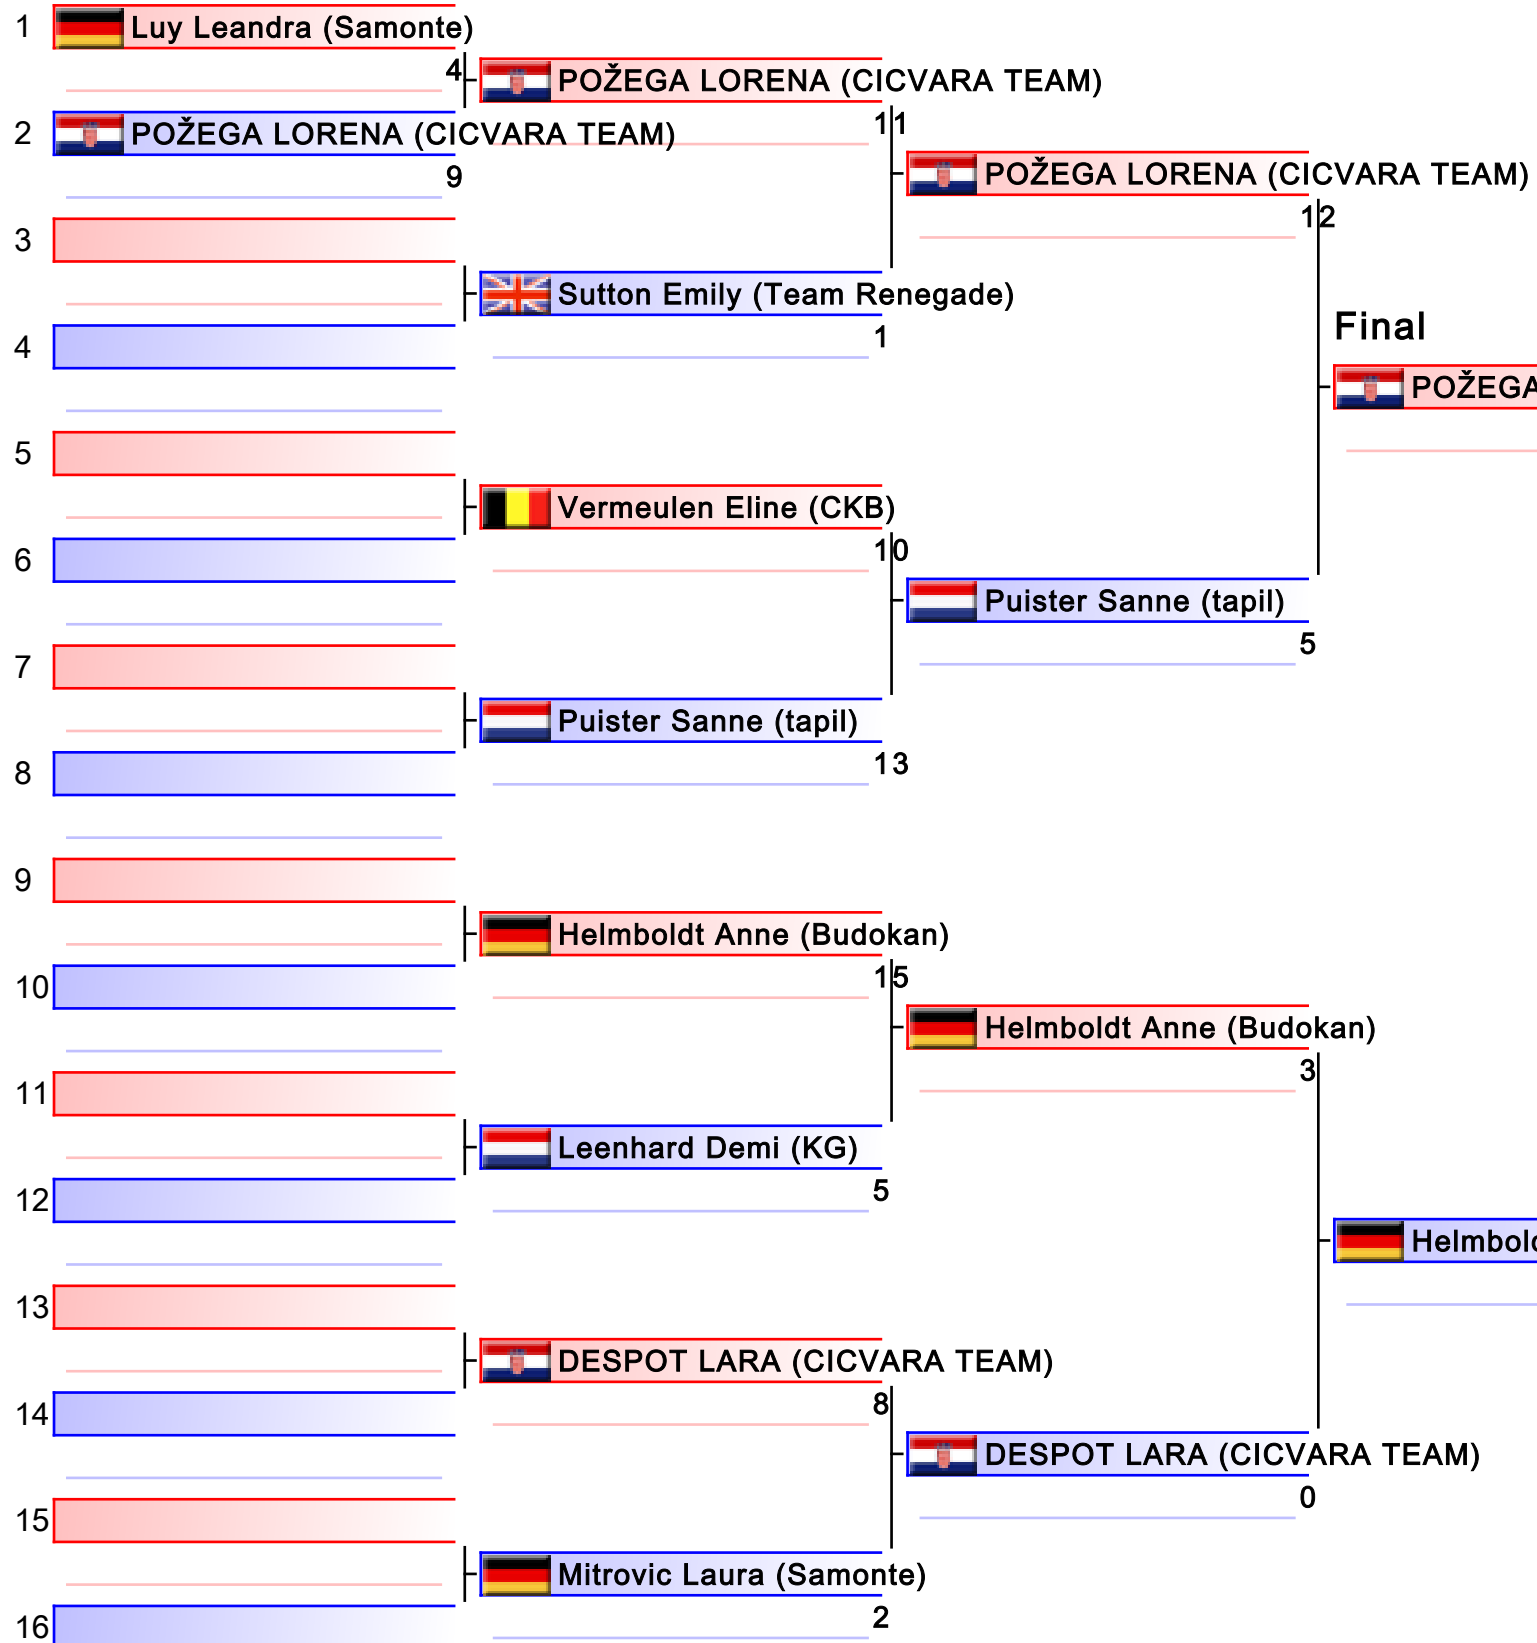 1 Luy Leandra (Samonte)
4 POŽEGA LORENA (CICVARA TEAM)
11
2 POŽEGA LORENA (CICVARA TEAM)
9 POŽEGA LORENA (CICVARA TEAM)
12
3
Sutton Emily (Team Renegade)
1
4
Final
POŽEGA
5
Vermeulen Eline (CKB)
10
6
Puister Sanne (tapil)
5
7
Puister Sanne (tapil)
13
8
9
Helmboldt Anne (Budokan)
15
10
Helmboldt Anne (Budokan)
3
11
Leenhard Demi (KG)
5
12
Helmbold
13
DESPOT LARA (CICVARA TEAM)
8
14
DESPOT LARA (CICVARA TEAM)
0
15
Mitrovic Laura (Samonte)
2
16